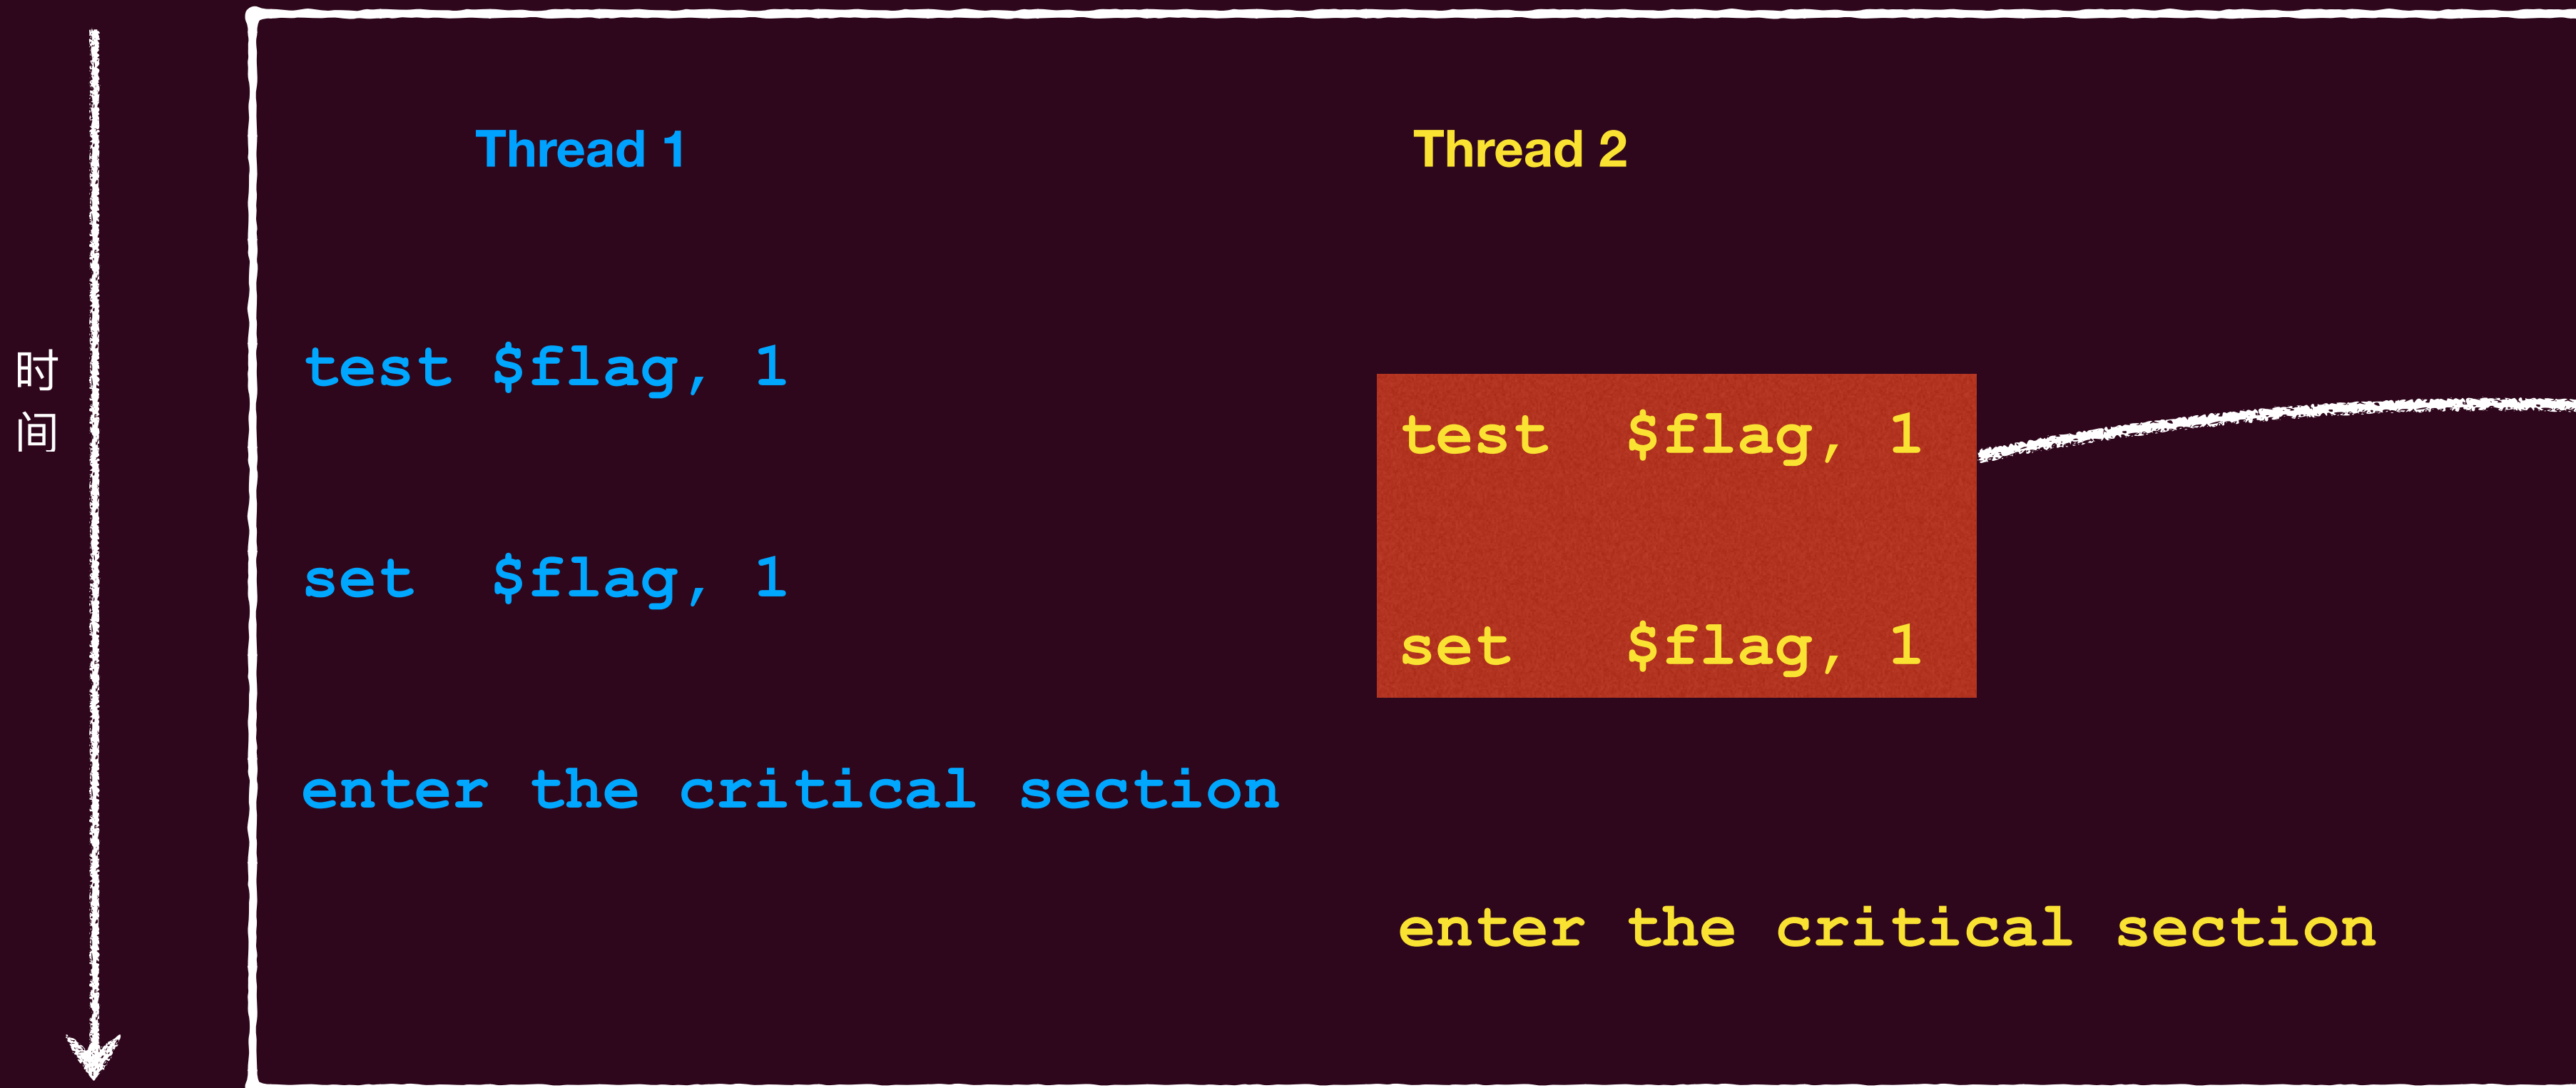 Thread 1
Thread 2
时
间
test $flag, 1
test  $flag, 1
set  $flag, 1
set   $flag, 1
enter the critical section
enter the critical section